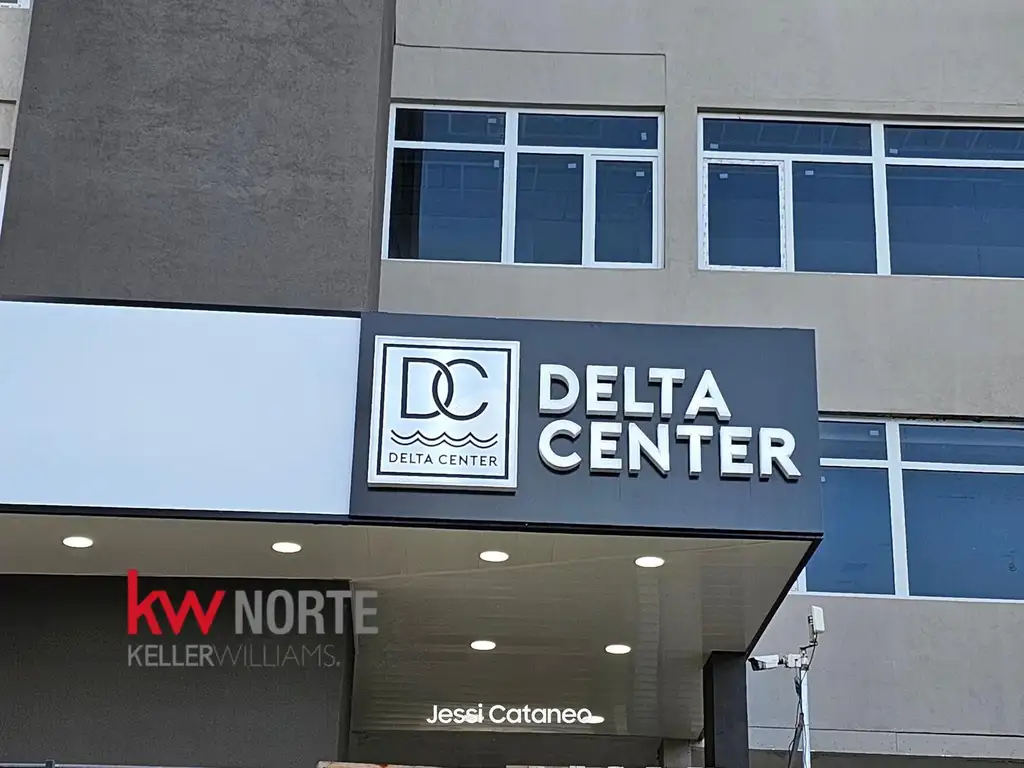 DC
DELTA CENTER
DELTA
CENTER
kw NORTE
KELLERWILLIAMS.
Jessi Cataneo